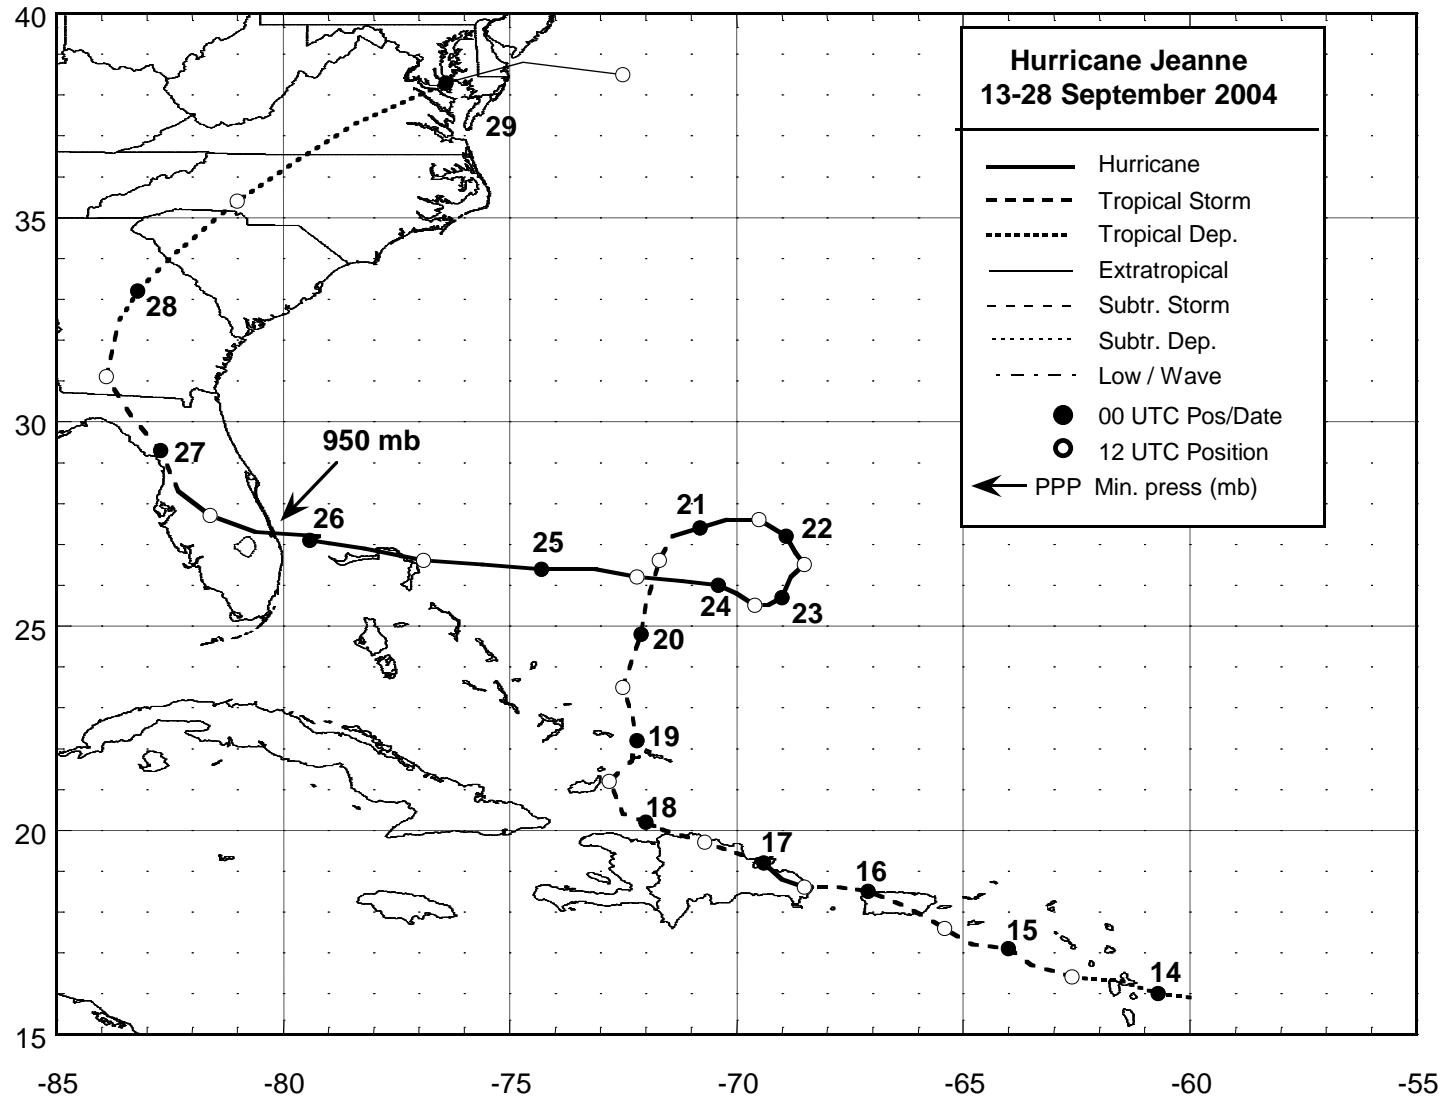 Hurricane Jeanne
13-28 September 2004
Hurricane
Tropical Storm
Tropical Dep.
Extratropical
Subtr. Storm
Subtr. Dep.
Low / Wave
00 UTC Pos/Date
12 UTC Position
PPP Min. press (mb)
40
35
30
25
20
15
-85 -80 -75 -70 -65 -60 -55
29
28
27
950 mb
26
25
21
22
24
23
20
19
18
17
16
15
14